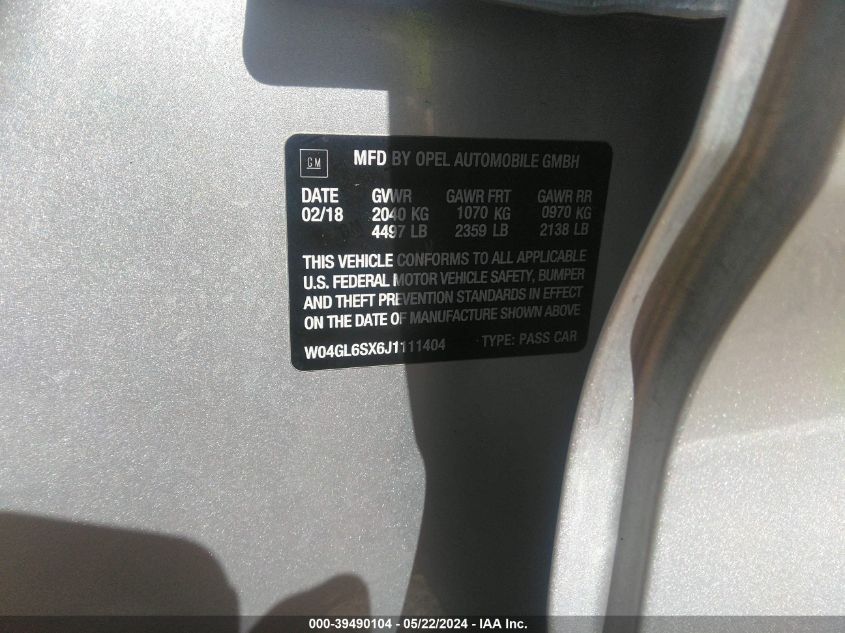 GM MFD BY OPEL AUTOMOBILE GMBH
DATE GVWR GAWR FRT GAWR RR
02/18 2040 KG 1070 KG 0970 KG
4497 LB 2359 LB 2138 LB
THIS VEHICLE CONFORMS TO ALL APPLICABLE
U.S. FEDERAL MOTOR VEHICLE SAFETY, BUMPER
AND THEFT PREVENTION STANDARDS IN EFFECT
ON THE DATE OF MANUFACTURE SHOWN ABOVE
W04GL6SX6J1111404 TYPE: PASS CAR
000-39490104 - 05/22/2024 - IAA Inc.